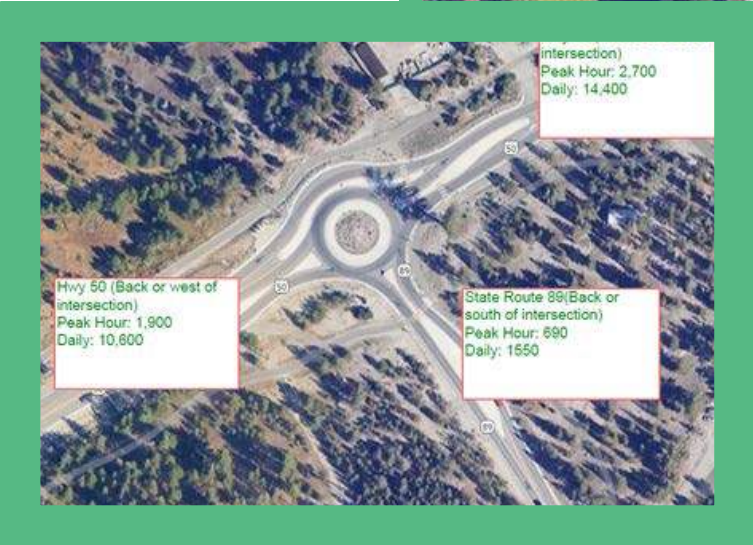 intersection)
Peak Hour: 2,700
Daily: 14,400
50
Hwy 50 (Back or west of
intersection)
Peak Hour: 1,900
Daily: 10,600
50
89
State Route 89(Back or
south of intersection)
Peak Hour: 690
Daily: 1550
89